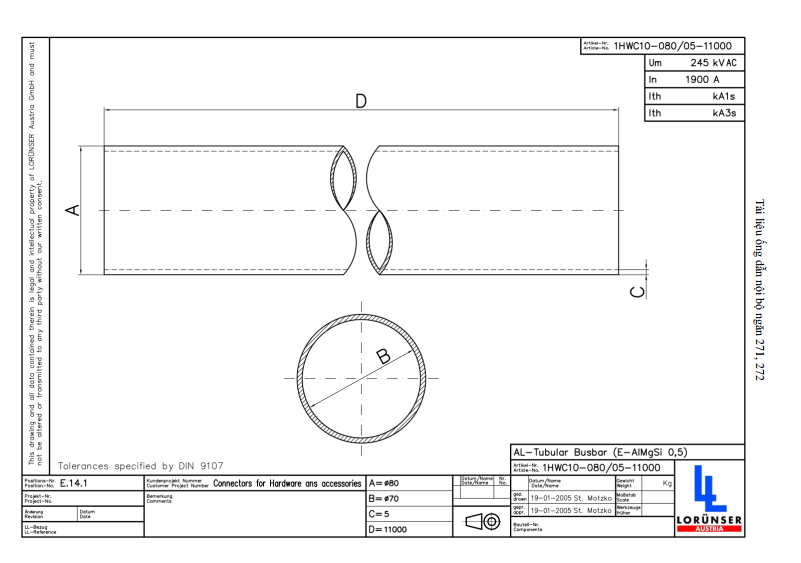 Artikel-Nr.
Article-No. 1HWC10-080/05-11000
Um 245 kVAC
In 1900 A
Ith kA1s
Ith kA3s
This drawing and all data contained therein is legal and intellectual property of LORÜNSER Austria GmbH and must
not be altered or transmitted to any third party without our written consent.
D
A
C
B
Tài liệu ống dẫn nội bộ ngăn 271, 272
Tolerances specified by DIN 9107
AL-Tubular Busbar (E-AlMgSi 0,5)
Artikel-Nr.
Article-No. 1HWC10-080/05-11000
Positions-Nr.
Position-No. E.14.1
Kundenprojekt Nummer
Customer Project Number Connectors for Hardware ans accessories
A= ø80
Datum/Name
Date/Name
Nr.
No.
Datum/Name
Date/Name
Gewicht
Weight Kg
Projekt-Nr.
Project-No.
Bemerkung
Comments
B= ø70
gez.
drawn 19-01-2005 St. Motzko
Maßstab
Scale
Änderung
Revision
Datum
Date
C= 5
gepr.
appr. 19-01-2005 St. Motzko
Werkzeuge
früher
LL-Bezug
LL-Reference
D= 11000
Bauteil-Nr.
Components
LL
LORÜNSER
AUSTRIA